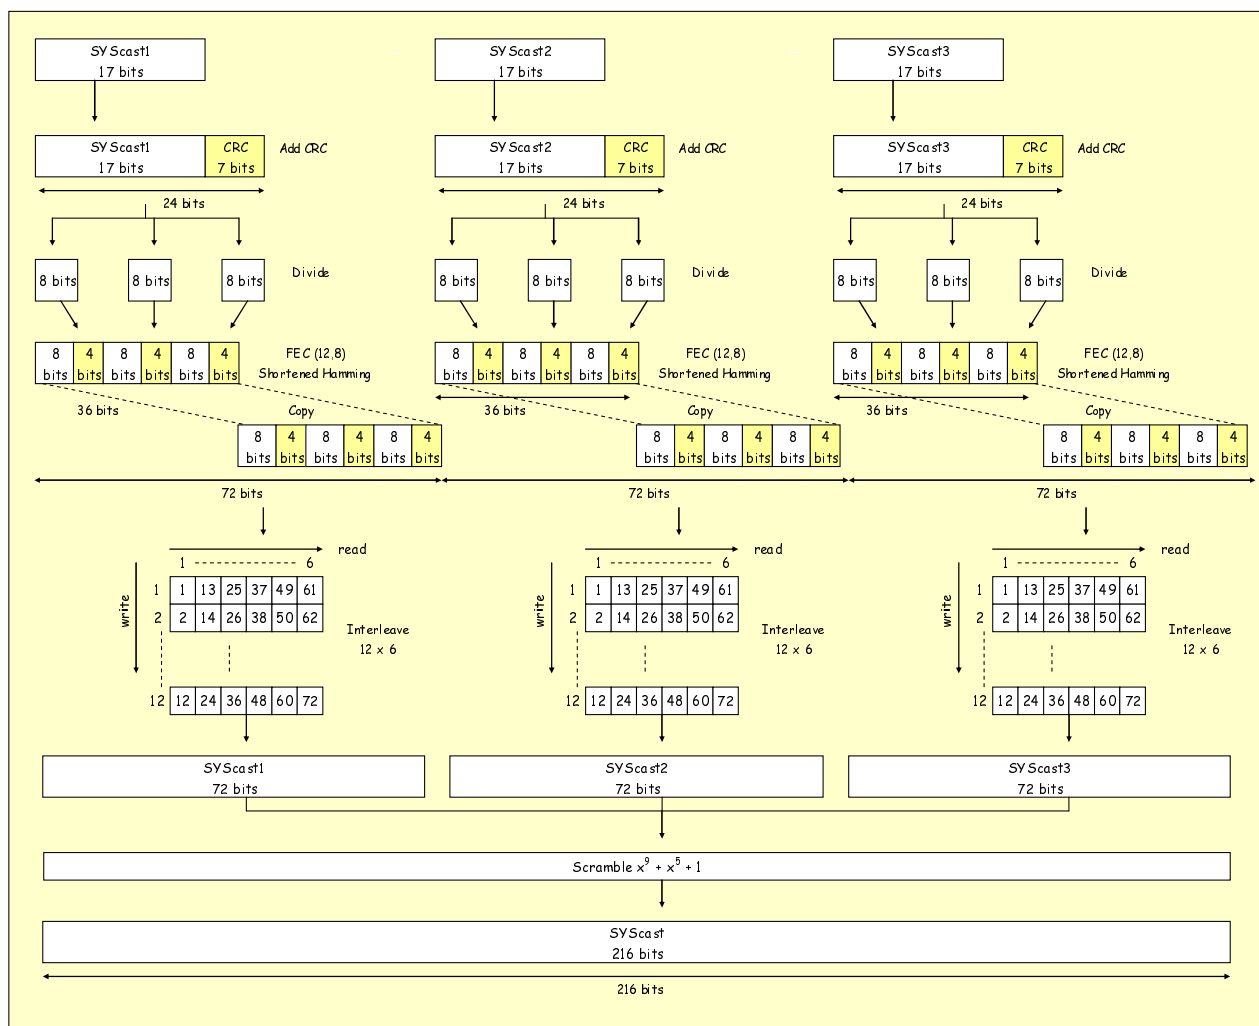 SYScast1 SYScast2 SYScast3
17 bits 17 bits 17 bits
SYScast1 CRC Add CRC SYScast2 CRC Add CRC SYScast3 CRC Add CRC
17 bits 7 bits 17 bits 7 bits 17 bits 7 bits
24 bits 24 bits 24 bits
8 bits 8 bits 8 bits Divide 8 bits 8 bits 8 bits Divide 8 bits 8 bits 8 bits Divide
8 4 8 4 8 4 FEC (12,8) 8 4 8 4 8 4 FEC (12,8) 8 4 8 4 8 4 FEC (12,8)
bits bits bits bits bits bits Shortened Hamming bits bits bits bits bits bits Shortened Hamming bits bits bits bits bits bits Shortened Hamming
36 bits Copy 36 bits Copy 36 bits Copy
8 4 8 4 8 4 8 4 8 4 8 4 8 4 8 4 8 4
bits bits bits bits bits bits bits bits bits bits bits bits bits bits bits bits bits bits
72 bits 72 bits 72 bits
read read read
1 6 1 6 1 6
1 1 13 25 37 49 61 1 1 13 25 37 49 61 1 1 13 25 37 49 61
write write write
2 2 14 26 38 50 62 2 2 14 26 38 50 62 2 2 14 26 38 50 62
Interleave Interleave Interleave
12 x 6 12 x 6 12 x 6
12 12 24 36 48 60 72 12 12 24 36 48 60 72 12 12 24 36 48 60 72
SYScast1 SYScast2 SYScast3
72 bits 72 bits 72 bits
Scramble x⁹ + x⁵ + 1
SYScast
216 bits
216 bits